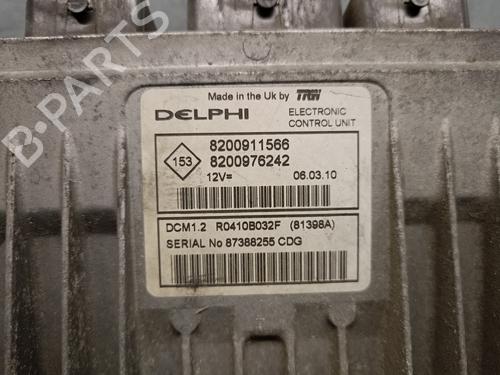 B-PARTS
Made in the Uk by TRW
DELPHI
ELECTRONIC
CONTROL UNIT
153
8200911566
8200976242
12V=
06.03.10
DCM1.2 R0410B032F (81398A)
SERIAL No 87388255 CDG